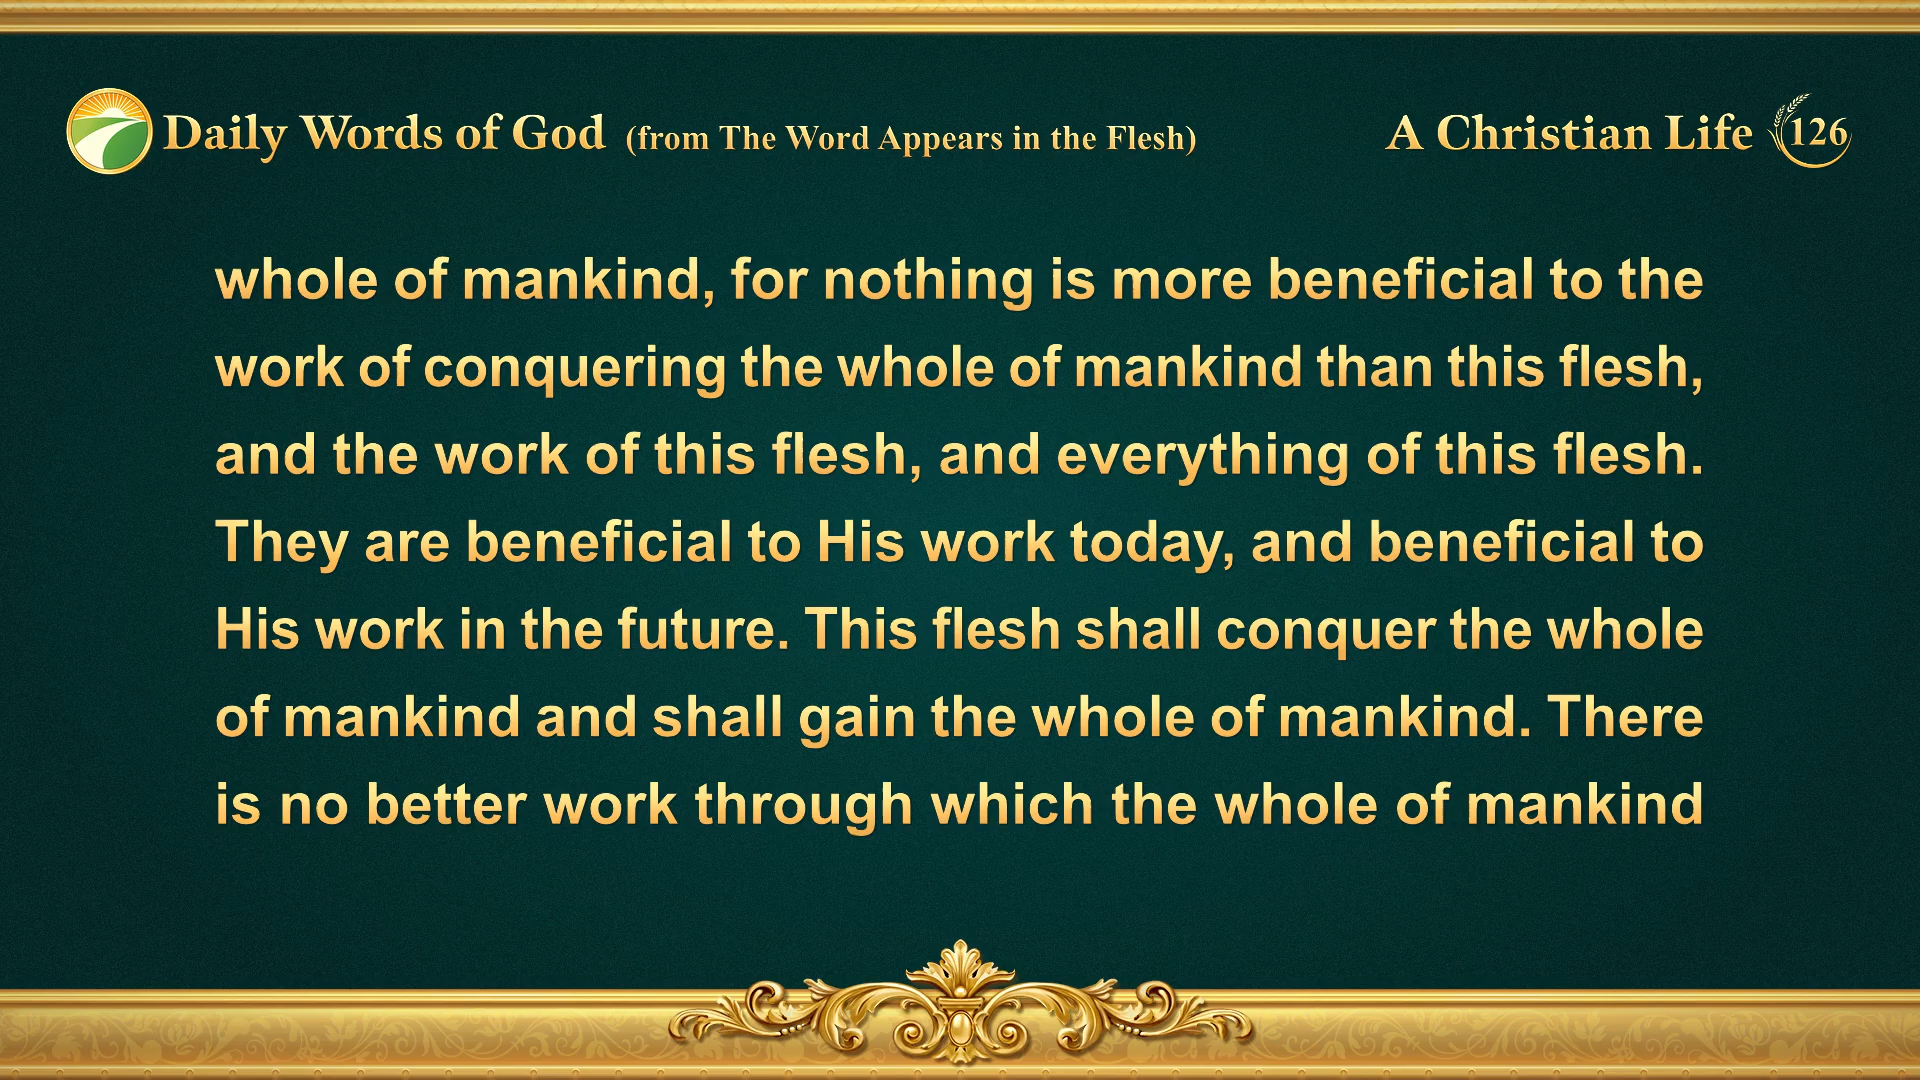 Daily Words of God (from The Word Appears in the Flesh) A Christian Life 126
whole of mankind, for nothing is more beneficial to the
work of conquering the whole of mankind than this flesh,
and the work of this flesh, and everything of this flesh.
They are beneficial to His work today, and beneficial to
His work in the future. This flesh shall conquer the whole
of mankind and shall gain the whole of mankind. There
is no better work through which the whole of mankind